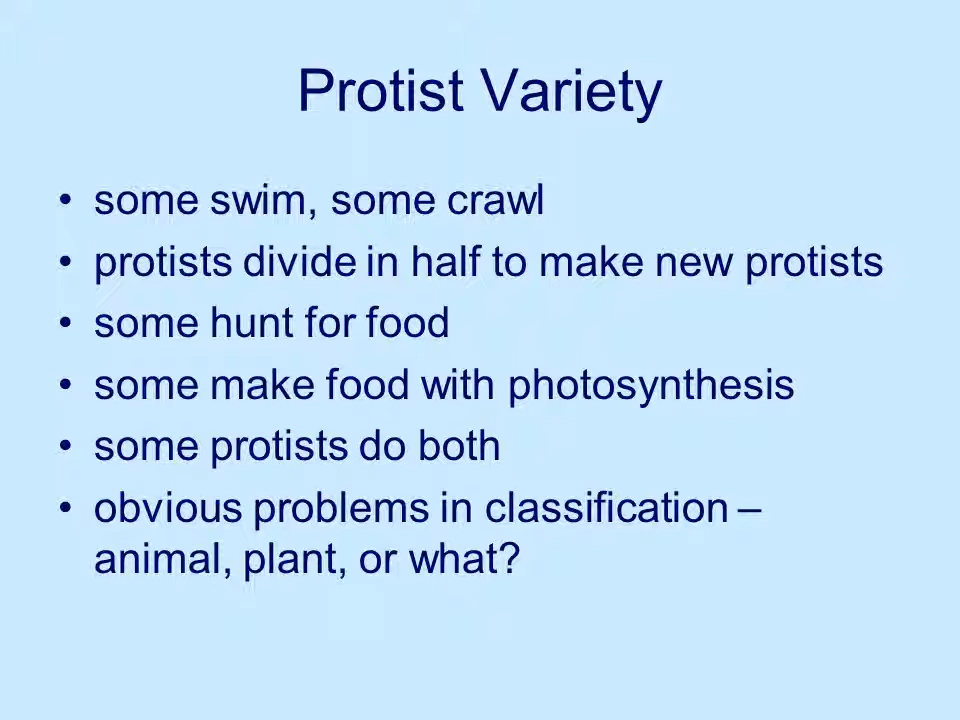 Protist Variety
• some swim, some crawl
• protists divide in half to make new protists
• some hunt for food
• some make food with photosynthesis
• some protists do both
• obvious problems in classification –
animal, plant, or what?